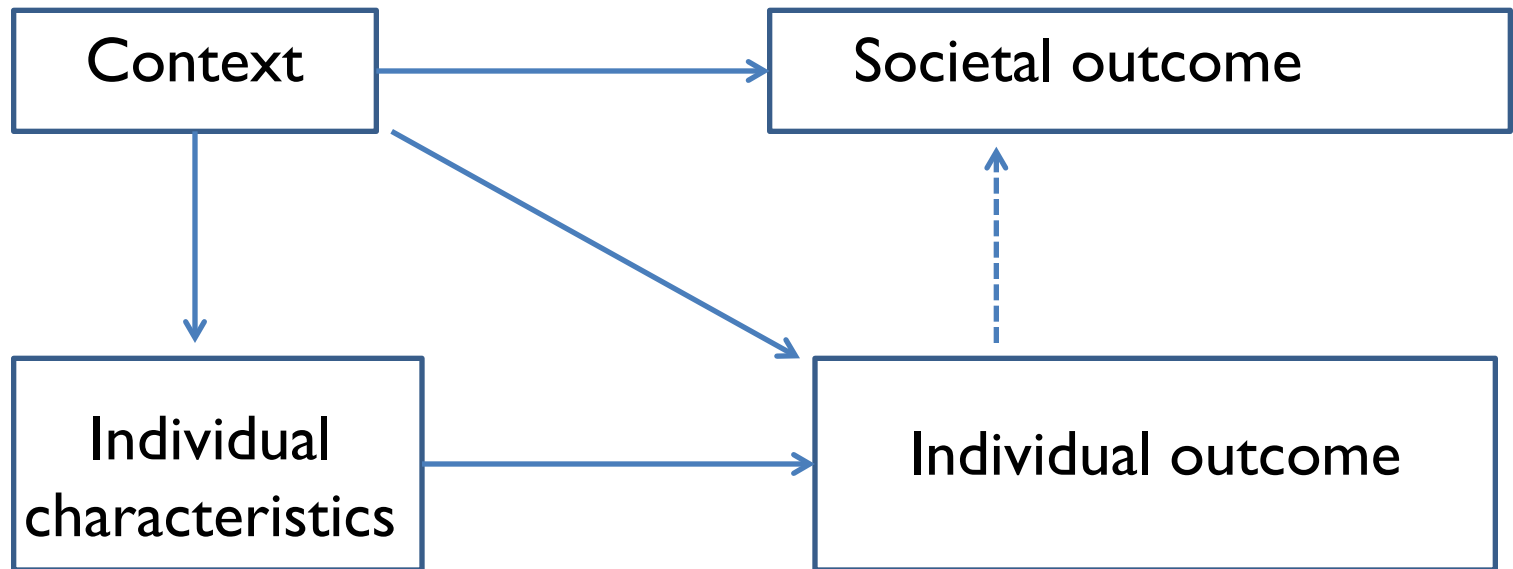 Context
Societal outcome
Individual
characteristics
Individual outcome